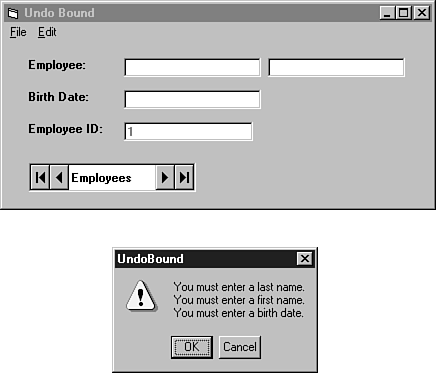 Undo Bound
File Edit
Employee:
Birth Date:
Employee ID: 1
Employees
UndoBound
You must enter a last name.
You must enter a first name.
You must enter a birth date.
OK Cancel